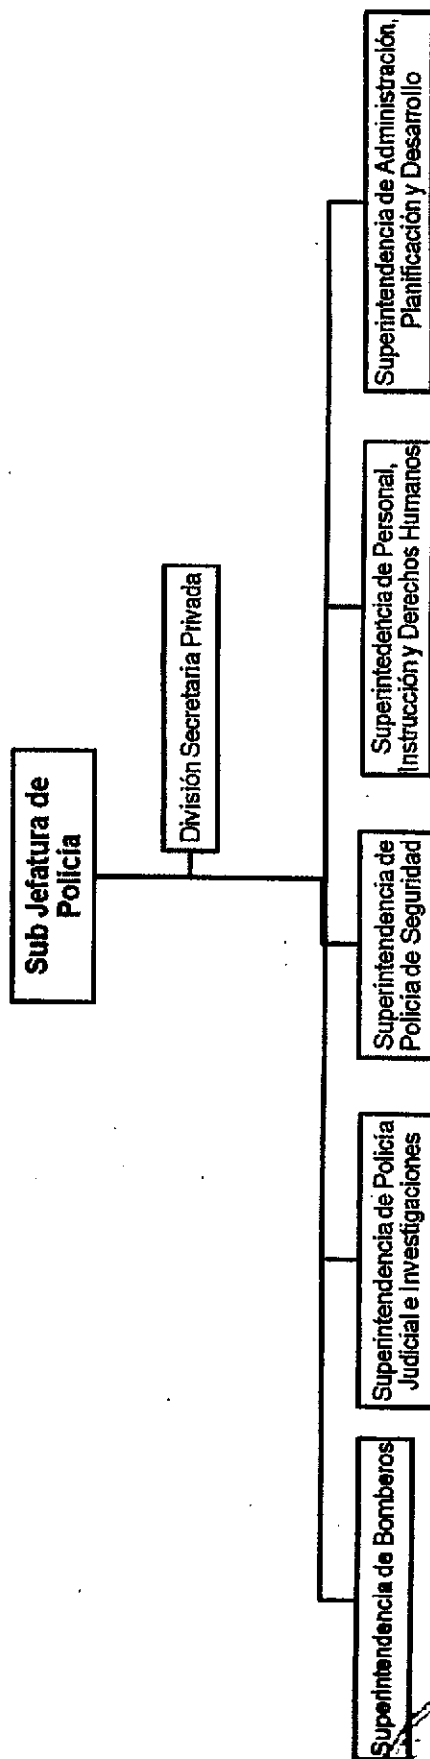 Sub Jefatura de
Policía
División Secretaria Privada
Superintendencia de Bomberos
Superintendencia de Policía
Judicial e Investigaciones
Superintendencia de
Policía de Seguridad
Superintedencia de Personal,
Instrucción y Derechos Humanos
Superintendencia de Administración,
Planificación y Desarrollo